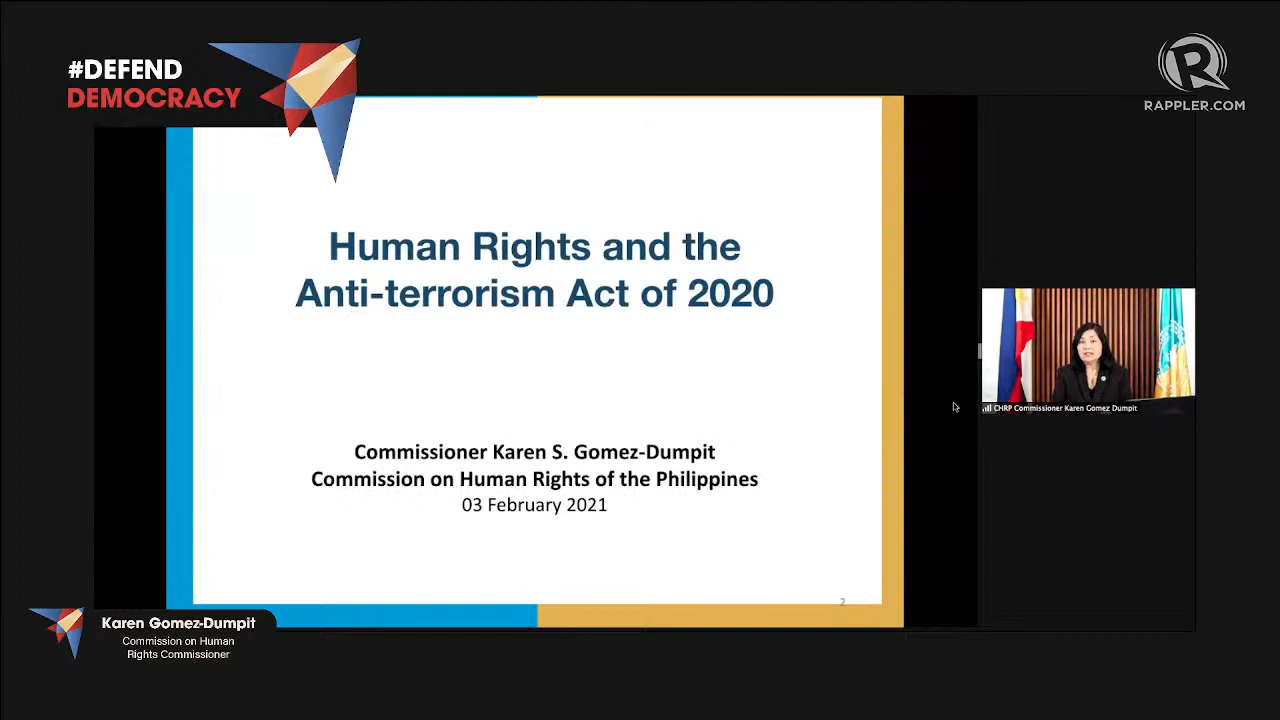 #DEFEND
DEMOCRACY
R
RAPPLER.COM
Human Rights and the
Anti-terrorism Act of 2020
Commissioner Karen S. Gomez-Dumpit
Commission on Human Rights of the Philippines
03 February 2021
2
CHRP Commissioner Karen Gomez Dumpit
Karen Gomez-Dumpit
Commission on Human
Rights Commissioner